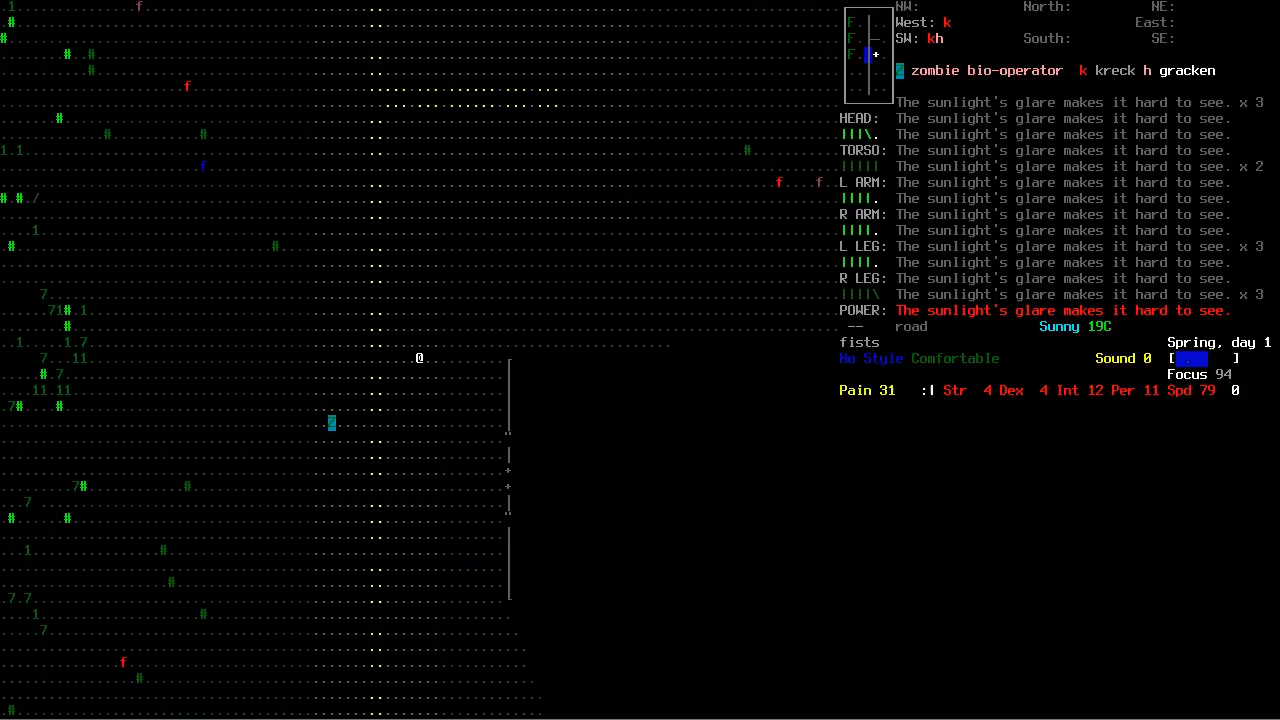 NW: North: NE:
West: k East:
SW: kh South: SE:
Z zombie bio-operator k kreck h gracken
The sunlight's glare makes it hard to see. x 3
HEAD: The sunlight's glare makes it hard to see.
The sunlight's glare makes it hard to see.
TORSO: The sunlight's glare makes it hard to see.
The sunlight's glare makes it hard to see. x 2
L ARM: The sunlight's glare makes it hard to see.
The sunlight's glare makes it hard to see.
R ARM: The sunlight's glare makes it hard to see.
The sunlight's glare makes it hard to see.
L LEG: The sunlight's glare makes it hard to see. x 3
The sunlight's glare makes it hard to see.
R LEG: The sunlight's glare makes it hard to see.
The sunlight's glare makes it hard to see. x 3
POWER: The sunlight's glare makes it hard to see.
-- road Sunny 19C
fists Spring, day 1
No Style Comfortable Sound 0
Focus 94
Pain 31 :| Str 4 Dex 4 Int 12 Per 11 Spd 79 0